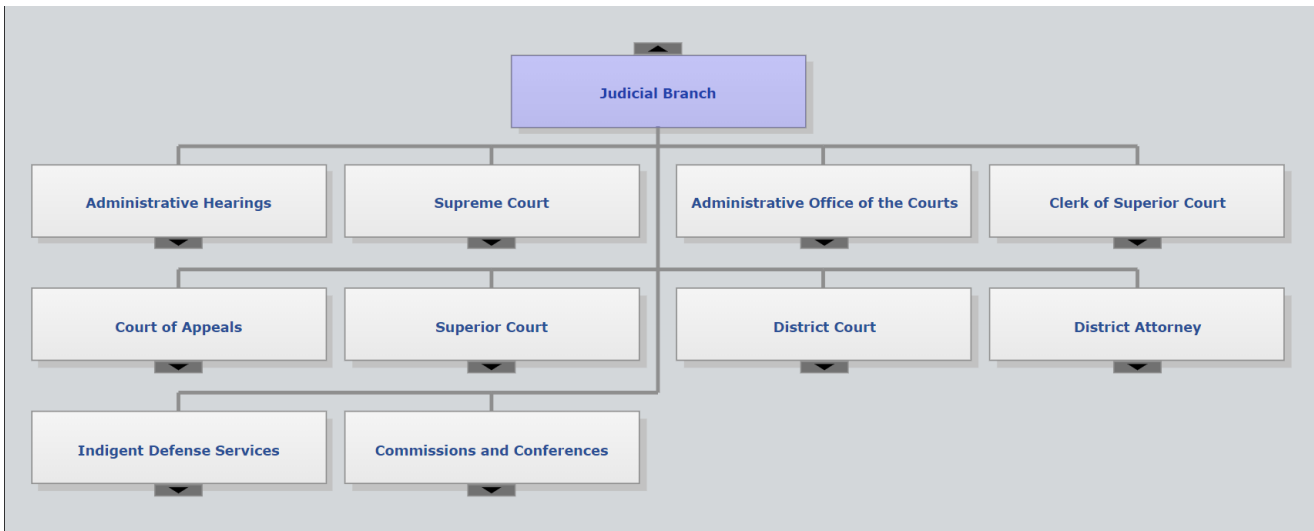 Judicial Branch
Administrative Hearings
Supreme Court
Administrative Office of the Courts
Clerk of Superior Court
Court of Appeals
Superior Court
District Court
District Attorney
Indigent Defense Services
Commissions and Conferences